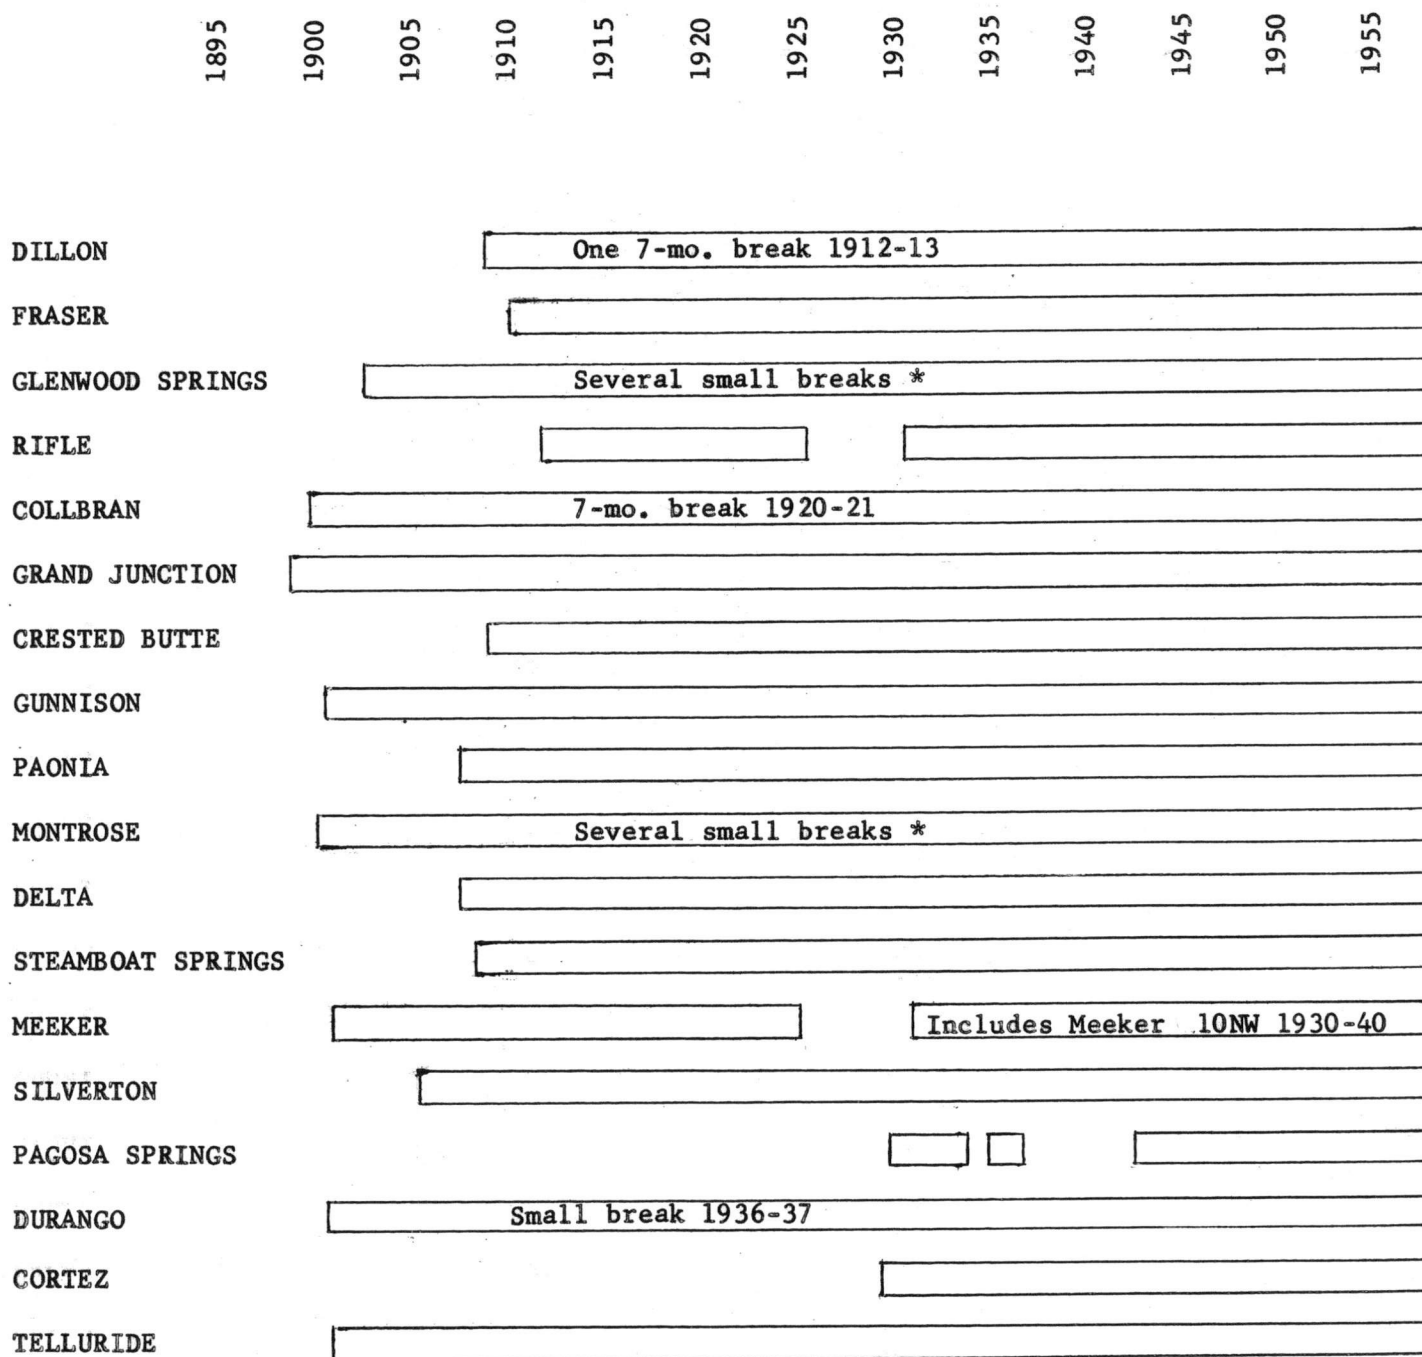 1895 1900 1905 1910 1915 1920 1925 1930 1935 1940 1945 1950 1955
DILLON One 7-mo. break 1912-13
FRASER
GLENWOOD SPRINGS Several small breaks *
RIFLE
COLLBRAN 7-mo. break 1920-21
GRAND JUNCTION
CRESTED BUTTE
GUNNISON
PAONIA
MONTROSE Several small breaks *
DELTA
STEAMBOAT SPRINGS
MEEKER Includes Meeker 10NW 1930-40
SILVERTON
PAGOSA SPRINGS
DURANGO Small break 1936-37
CORTEZ
TELLURIDE